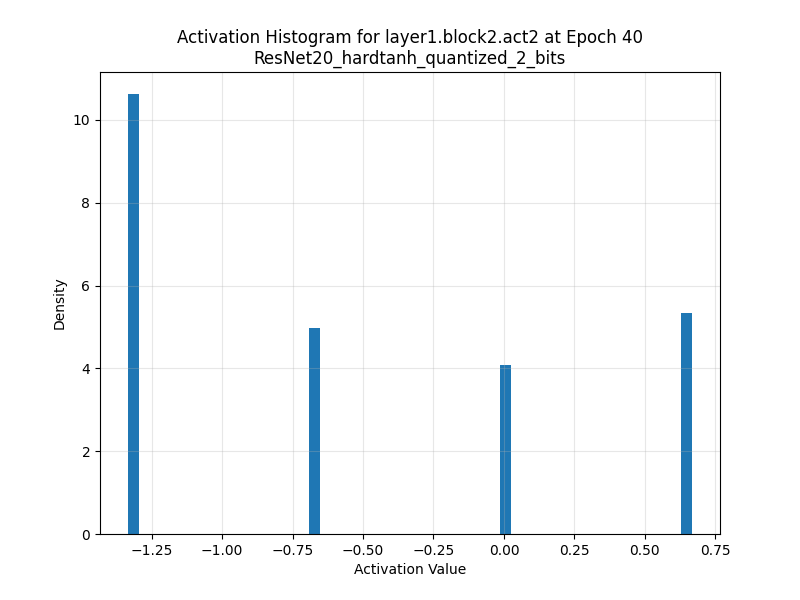 Activation Histogram for layer1.block2.act2 at Epoch 40
ResNet20_hardtanh_quantized_2_bits
10
8
6
4
2
0
Density
−1.25 −1.00 −0.75 −0.50 −0.25 0.00 0.25 0.50 0.75
Activation Value